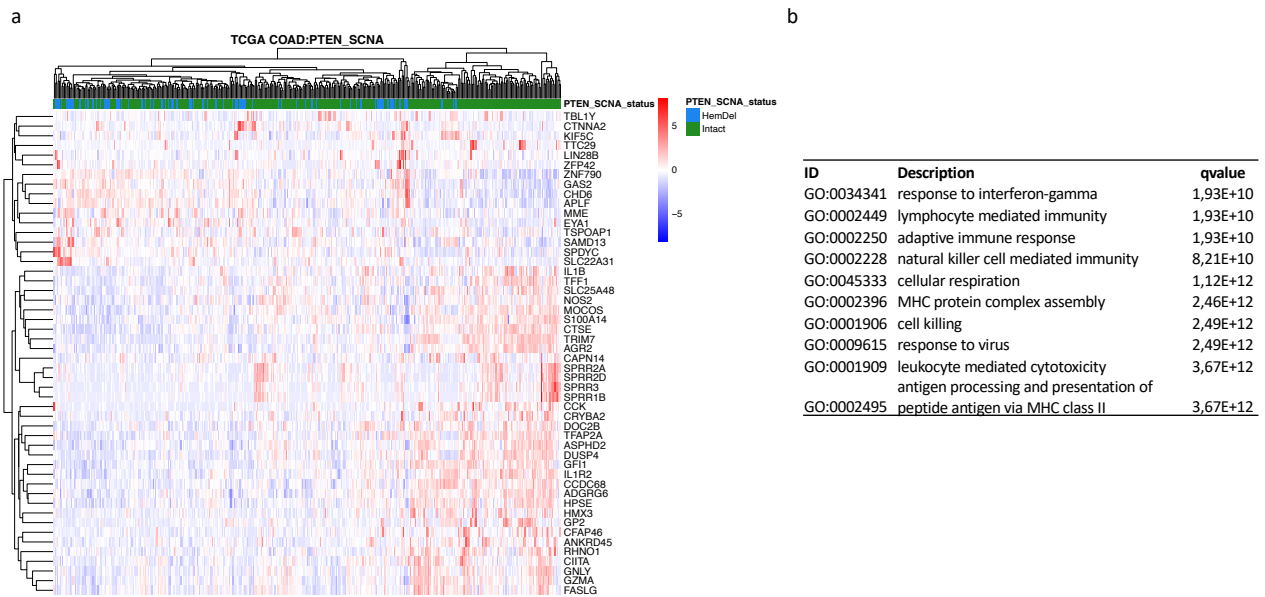 a
b
TCGA COAD:PTEN_SCNA
PTEN_SCNA_status
PTEN_SCNA_status
HemDel
Intact
5
0
−5
TBL1Y
CTNNA2
KIF5C
TTC29
LIN28B
ZFP42
ZNF790
GAS2
CHD6
APLF
MME
EYA1
TSPOAP1
SAMD13
SPDYC
SLC22A31
IL1B
TFF1
SLC25A48
NOS2
MOCOS
S100A14
CTSE
TRIM7
AGR2
CAPN14
SPRR2A
SPRR2D
SPRR3
SPRR1B
CCK
CRYBA2
DOC2B
TFAP2A
ASPHD2
DUSP4
GFI1
IL1R2
CCDC68
ADGRG6
HPSE
HMX3
GP2
CFAP46
ANKRD45
RHNO1
CIITA
GNLY
GZMA
FASLG
ID Description qvalue
GO:0034341 response to interferon-gamma 1,93E+10
GO:0002449 lymphocyte mediated immunity 1,93E+10
GO:0002250 adaptive immune response 1,93E+10
GO:0002228 natural killer cell mediated immunity 8,21E+10
GO:0045333 cellular respiration 1,12E+12
GO:0002396 MHC protein complex assembly 2,46E+12
GO:0001906 cell killing 2,49E+12
GO:0009615 response to virus 2,49E+12
GO:0001909 leukocyte mediated cytotoxicity 3,67E+12
antigen processing and presentation of
GO:0002495 peptide antigen via MHC class II 3,67E+12